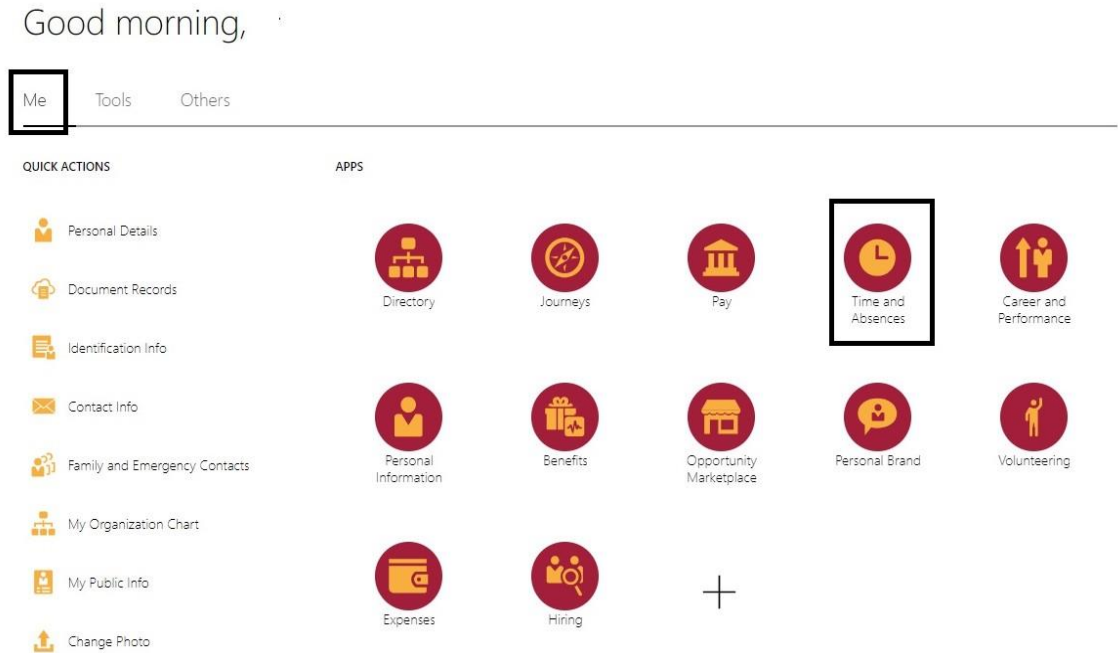 Good morning,
Me Tools Others
QUICK ACTIONS
Personal Details
Document Records
Identification Info
Contact Info
Family and Emergency Contacts
My Organization Chart
My Public Info
Change Photo
APPS
Directory
Journeys
Pay
Time and
Absences
Career and
Performance
Personal
Information
Benefits
Opportunity
Marketplace
Personal Brand
Volunteering
Expenses
Hiring